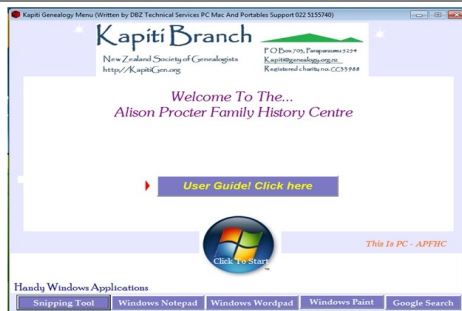 Kapiti Genealogy Menu (Written by DBZ Technical Services PC Mac And Portables Support 022 5155740)
Kapiti Branch
New Zealand Society of Genealogists
http://KapitiGen.org
P O Box 703, Paraparaumu 5254
Kapiti@genealogy.org.nz
Registered charity no. CC53988
Welcome To The...
Alison Procter Family History Centre
User Guide! Click here
Click To Start
This Is PC - APFHC
Handy Windows Applications
Snipping Tool Windows Notepad Windows Wordpad Windows Paint Google Search